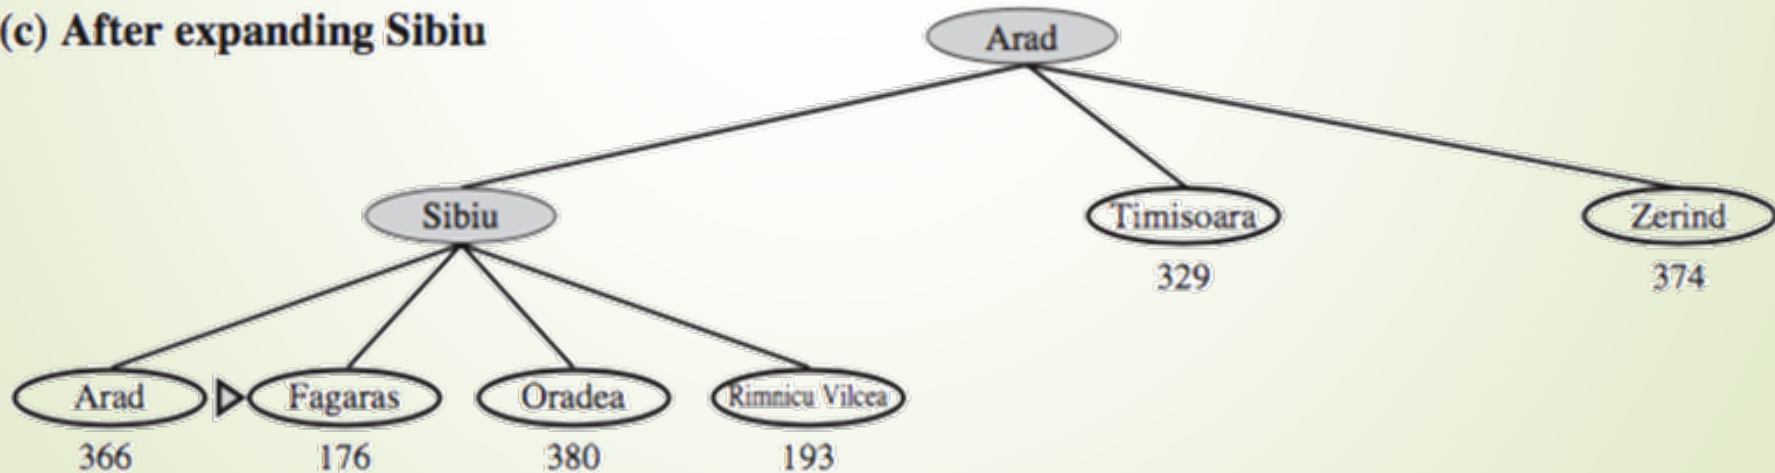 (c) After expanding Sibiu
Arad
Sibiu
Timisoara
Zerind
329
374
Arad
Fagaras
Oradea
Rimnicu Vilcea
366
176
380
193